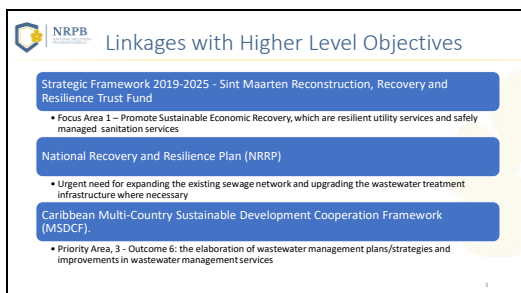 NRPB
NATIONAL RECOVERY
PROGRAM BUREAU
Linkages with Higher Level Objectives
Strategic Framework 2019-2025 - Sint Maarten Reconstruction, Recovery and
Resilience Trust Fund
• Focus Area 1 – Promote Sustainable Economic Recovery, which are resilient utility services and safely
managed sanitation services
National Recovery and Resilience Plan (NRRP)
• Urgent need for expanding the existing sewage network and upgrading the wastewater treatment
infrastructure where necessary
Caribbean Multi-Country Sustainable Development Cooperation Framework
(MSDCF).
• Priority Area, 3 - Outcome 6: the elaboration of wastewater management plans/strategies and
improvements in wastewater management services
3